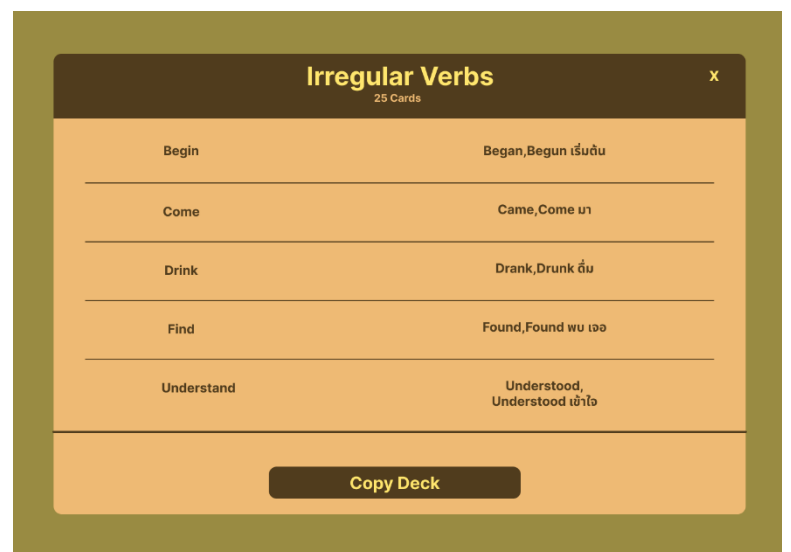 Irregular Verbs
X
25 Cards
Begin
Began,Begun เริ่มต้น
Come
Came,Come มา
Drink
Drank,Drunk ดื่ม
Find
Found,Found พบ เจอ
Understand
Understood,
Understood เข้าใจ
Copy Deck